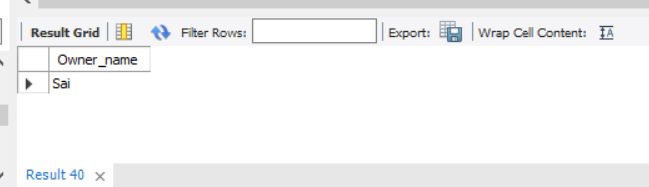 Result Grid Filter Rows: Export: Wrap Cell Content:
Owner_name
Sai
Result 40